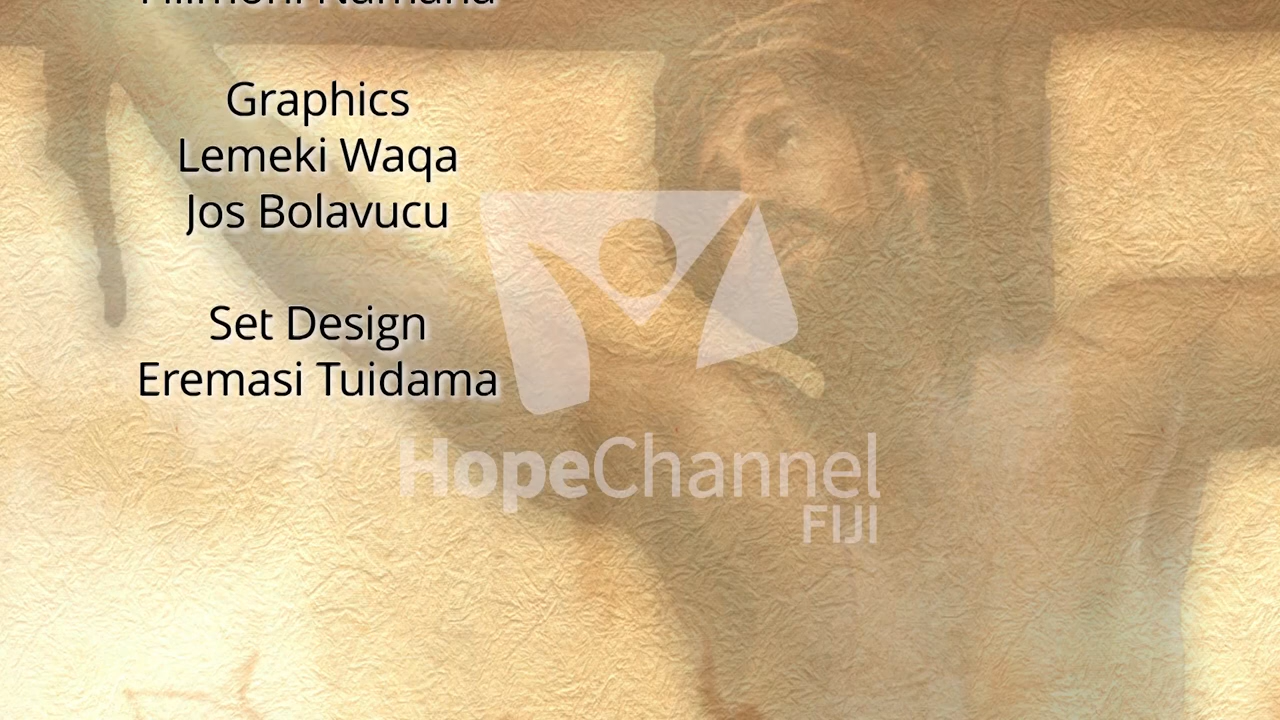 Graphics
Lemeki Waqa
Jos Bolavucu
Set Design
Eremasi Tuidama
HopeChannel
FIJI